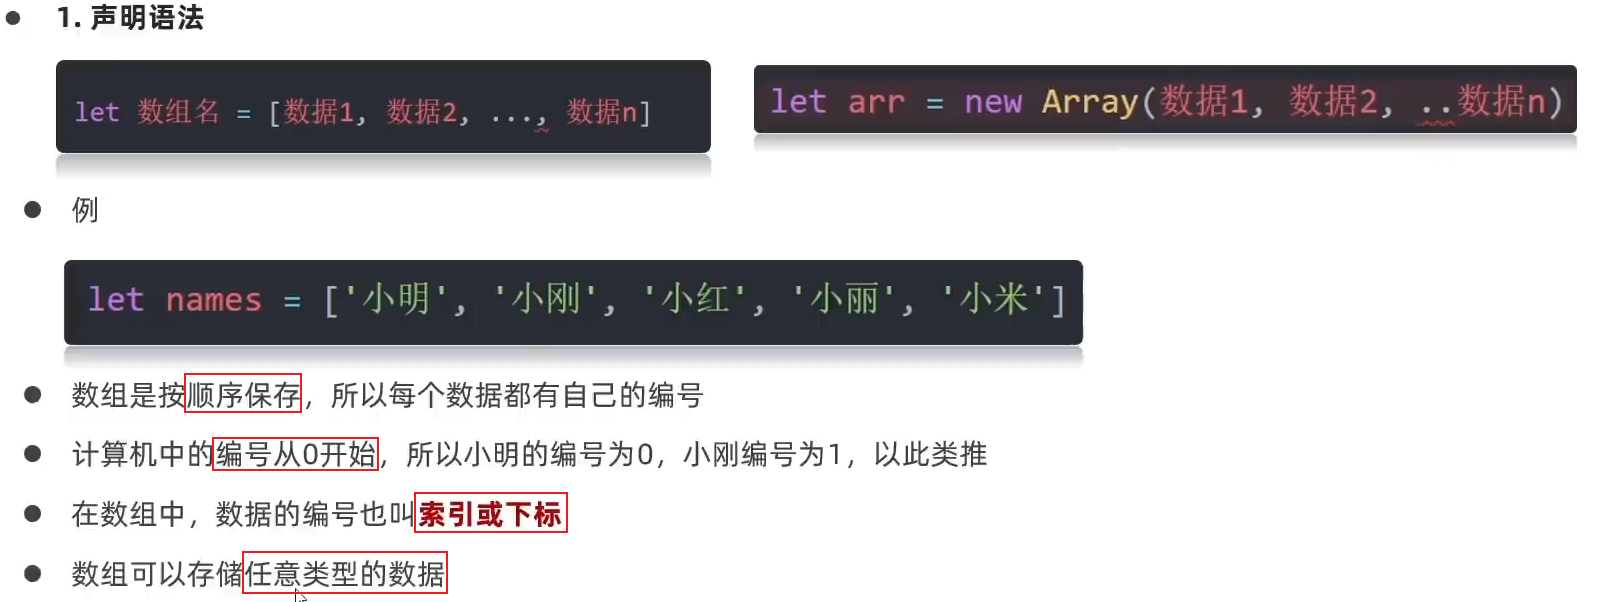 1. 声明语法
let 数组名 = [数据1, 数据2, ..., 数据n]
let arr = new Array(数据1, 数据2, ..数据n)
例
let names = ['小明', '小刚', '小红', '小丽', '小米']
数组是按顺序保存，所以每个数据都有自己的编号
计算机中的编号从0开始，所以小明的编号为0，小刚编号为1，以此类推
在数组中，数据的编号也叫索引或下标
数组可以存储任意类型的数据